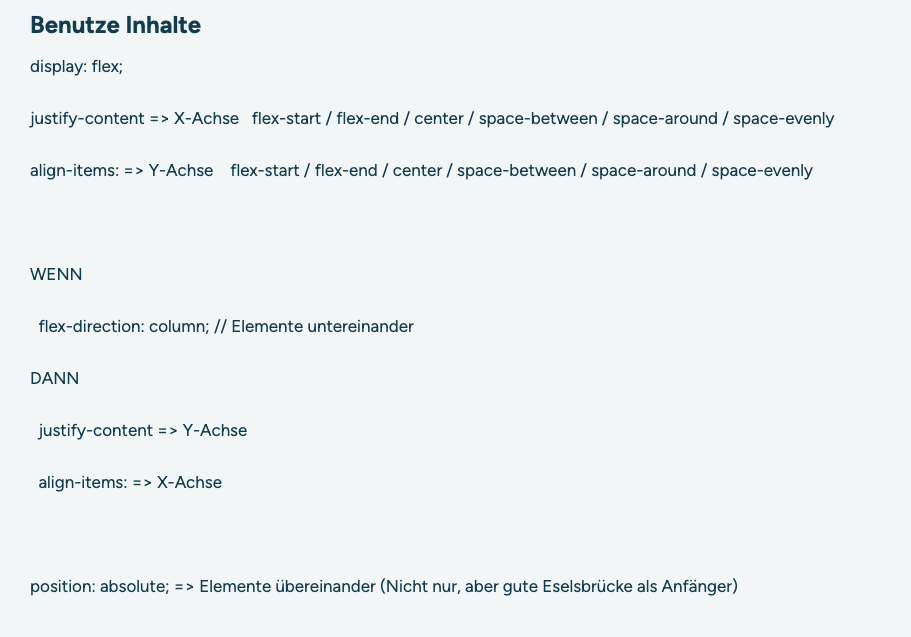 Benutze Inhalte
display: flex;
justify-content => X-Achse   flex-start / flex-end / center / space-between / space-around / space-evenly
align-items: => Y-Achse    flex-start / flex-end / center / space-between / space-around / space-evenly
WENN
flex-direction: column; // Elemente untereinander
DANN
justify-content => Y-Achse
align-items: => X-Achse
position: absolute; => Elemente übereinander (Nicht nur, aber gute Eselsbrücke als Anfänger)